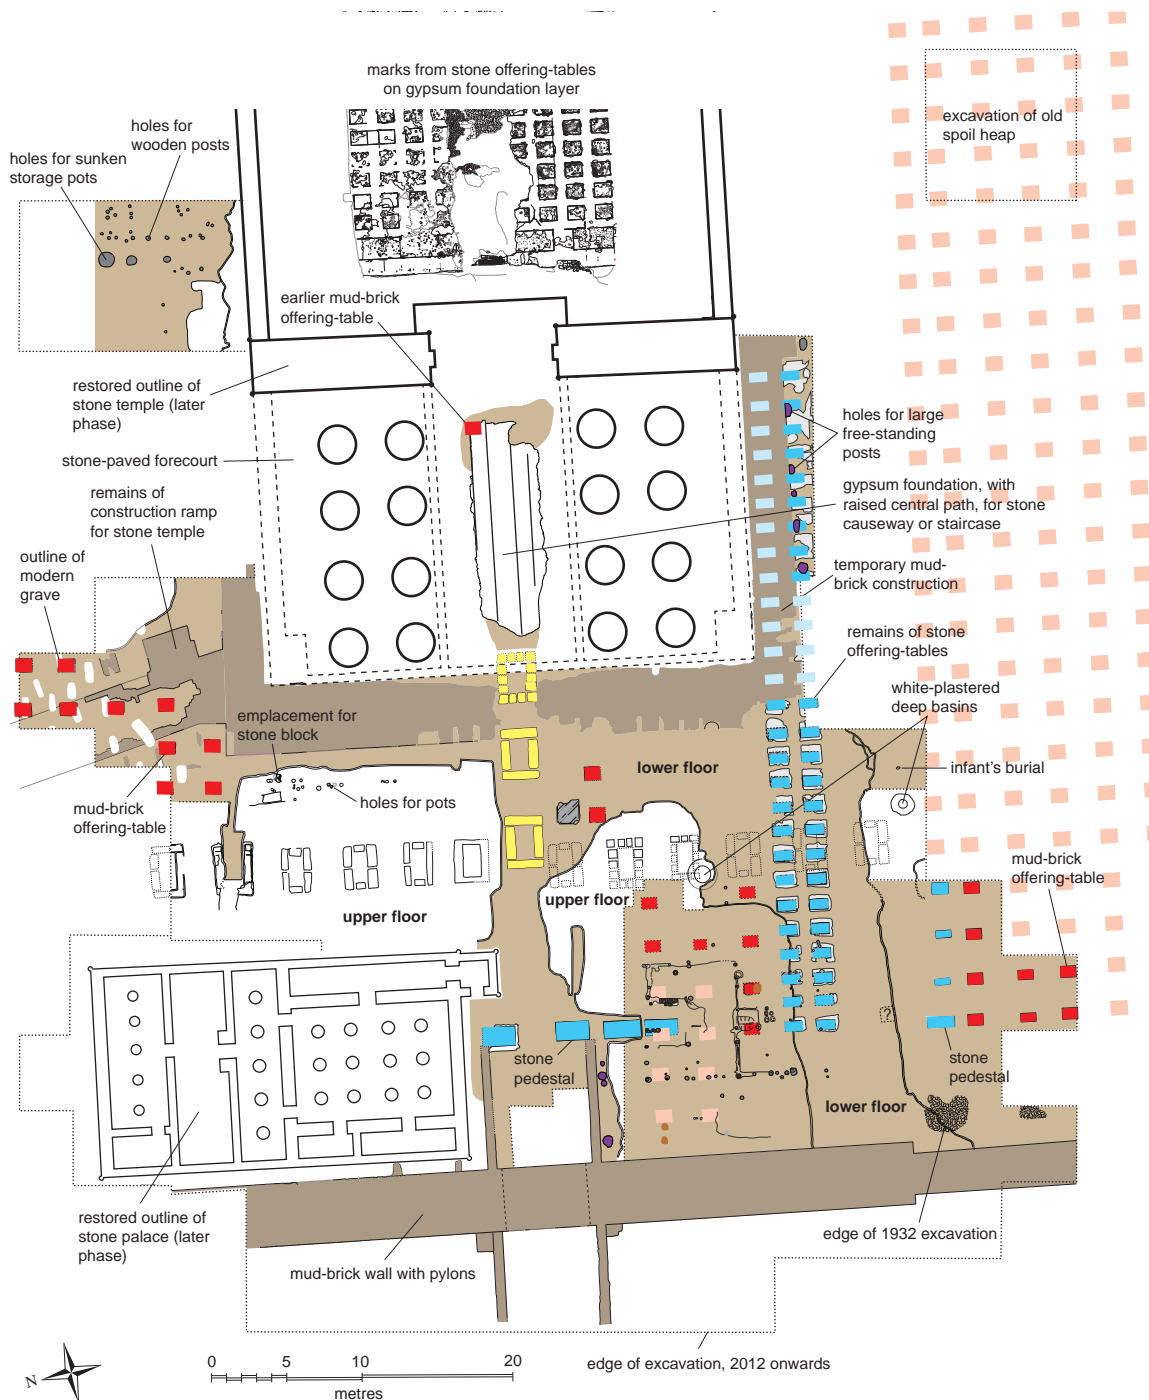 marks from stone offering-tables
on gypsum foundation layer
excavation of old
spoil heap
holes for
wooden posts
holes for sunken
storage pots
earlier mud-brick
offering-table
restored outline of
stone temple (later
phase)
holes for large
free-standing
posts
stone-paved forecourt
remains of
construction ramp
for stone temple
gypsum foundation, with
raised central path, for stone
causeway or staircase
outline of
modern
grave
temporary mud-
brick construction
remains of stone
offering-tables
white-plastered
deep basins
emplacement for
stone block
lower floor
infant's burial
mud-brick
offering-table
holes for pots
mud-brick
offering-table
upper floor
upper floor
?
stone
pedestal
stone
pedestal
lower floor
restored outline of
stone palace (later
phase)
edge of 1932 excavation
mud-brick wall with pylons
edge of excavation, 2012 onwards
N
0 5 10 20
metres